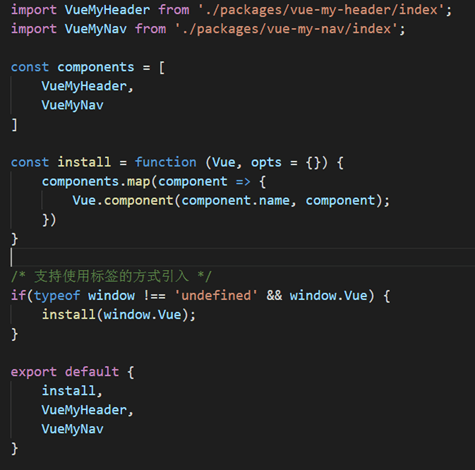 import VueMyHeader from './packages/vue-my-header/index';
import VueMyNav from './packages/vue-my-nav/index';
const components = [
VueMyHeader,
VueMyNav
]
const install = function (Vue, opts = {}) {
components.map(component => {
Vue.component(component.name, component);
})
}
/* 支持使用标签的方式引入 */
if(typeof window !== 'undefined' && window.Vue) {
install(window.Vue);
}
export default {
install,
VueMyHeader,
VueMyNav
}